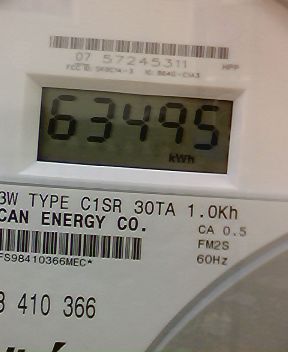 07 57245311
HPP
63495
kWh
3W TYPE C1SR 30TA 1.0Kh
CAN ENERGY CO.
CA 0.5
FM2S
60Hz
FS98410366MEC*
3 410 366